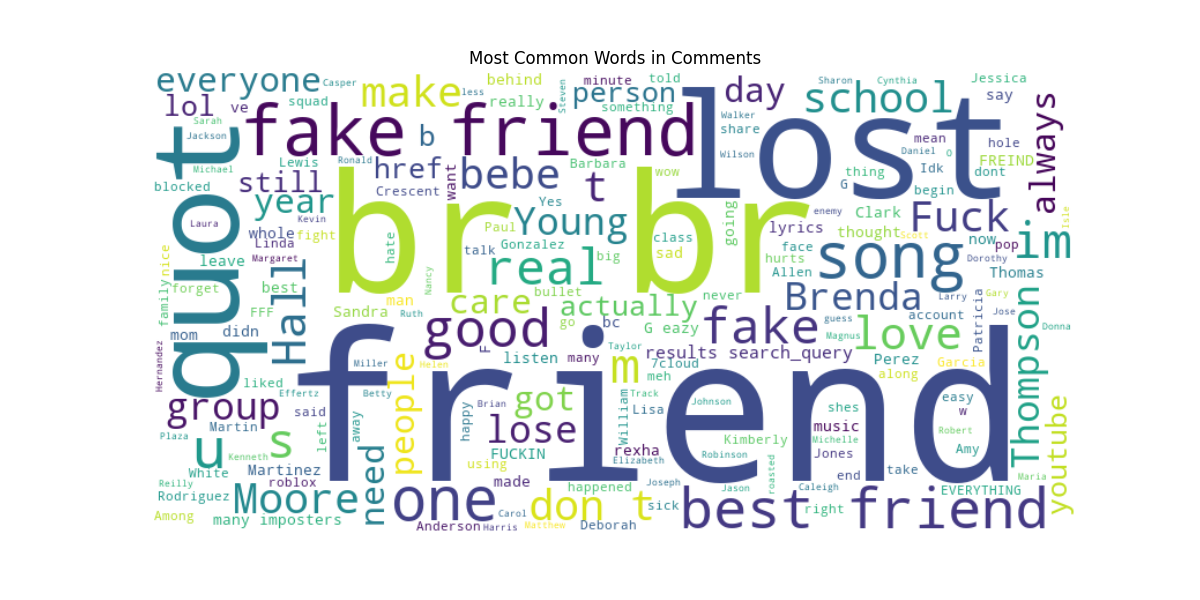 Most Common Words in Comments
everyone
Casper
make
less
behind
minute
told
Sharon
Cynthia
Jessica
lol
ve
squad
really
Steven
person
something
day
school
say
always
Sarah
Jackson
quot
fake friend
b
lost
Walker
share
Wilson
mean
Daniel
O
hole
FREIND
Michael
blocked
Lewis
still
Ronald
href
Crescent
want
bebe
t
Barbara
wow
thing
G
Idk
begin
dont
Laura
year
Kevin
br br
Yes
Young
Paul
going
enemy
Clark
Fuck
im
Isle
whole
fight
Linda
hate
talk
Gonzalez
class
sad
lyrics
thought
Scott
face
hurts
song
now
pop
Dorothy
family
nice
leave
Margaret
Hall
Nancy
real
big
Allen
Thomas
forget
best
FFF
man
Sandra
Ruth
care
bullet
actually
never
Brenda
Larry
Gary
account
Jose
Patricia
Donna
mom
didn
good
go
bc
G eazy
fake
guess
Magnus
love
Thompson
F
listen
many
Taylor
results search_query
7cloud
meh
Perez
along
Garcia
Hernandez
liked
Effertz
Miller
Betty
Helen
people
friend
m
group
said
Martin
left
away
happy
Brian
got
lose
William
Track
Lisa
Johnson
shes
music
easy
w
youtube
Plaza
u
s
Kenneth
FUCKIN
rexha
Elizabeth
Kimberly
Robinson
Michelle
Jones
Robert
Amy
White
Martinez
roblox
need
using
made
happened
Joseph
Jason
roasted
Caleigh
end
take
Maria
Reilly
Rodriguez
Moore
one
Carol
don t
sick
best friend
right
EVERYTHING
Among
many imposters
Anderson
Harris
Matthew
Deborah